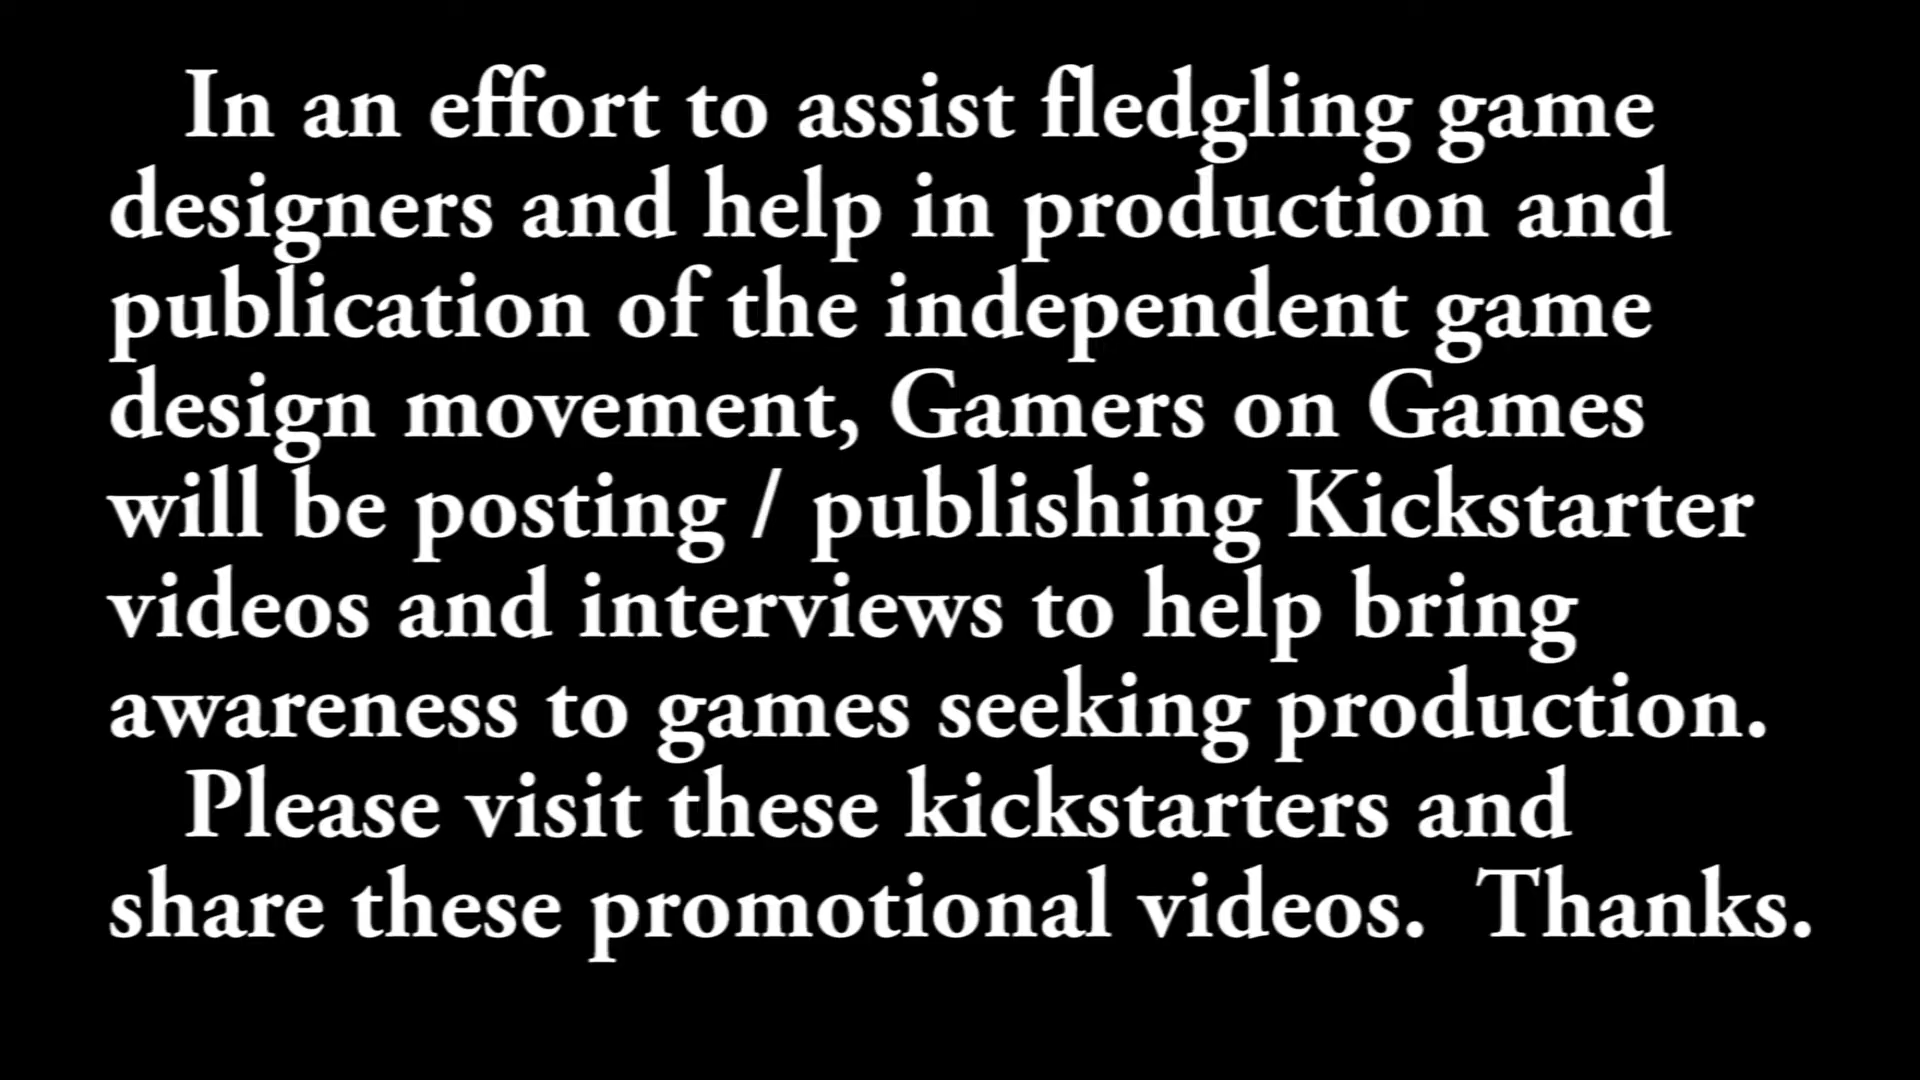 In an effort to assist fledgling game
designers and help in production and
publication of the independent game
design movement, Gamers on Games
will be posting / publishing Kickstarter
videos and interviews to help bring
awareness to games seeking production.
Please visit these kickstarters and
share these promotional videos.  Thanks.